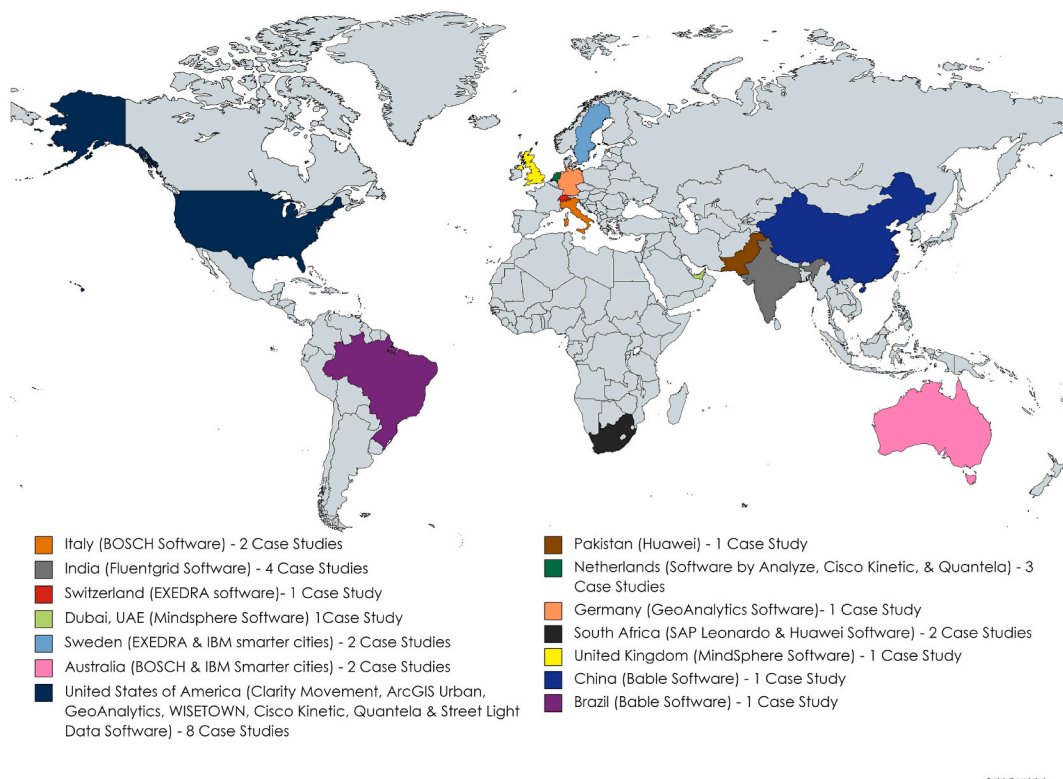 Italy (BOSCH Software) - 2 Case Studies
India (Fluentgrid Software) - 4 Case Studies
Switzerland (EXEDRA software)- 1 Case Study
Dubai, UAE (Mindsphere Software) 1Case Study
Sweden (EXEDRA & IBM smarter cities) - 2 Case Studies
Australia (BOSCH & IBM Smarter cities) - 2 Case Studies
United States of America (Clarity Movement, ArcGIS Urban,
GeoAnalytics, WISETOWN, Cisco Kinetic, Quantela & Street Light
Data Software) - 8 Case Studies
Pakistan (Huawei) - 1 Case Study
Netherlands (Software by Analyze, Cisco Kinetic, & Quantela) - 3
Case Studies
Germany (GeoAnalytics Software)- 1 Case Study
South Africa (SAP Leonardo & Huawei Software) - 2 Case Studies
United Kingdom (MindSphere Software) - 1 Case Study
China (Bable Software) - 1 Case Study
Brazil (Bable Software) - 1 Case Study